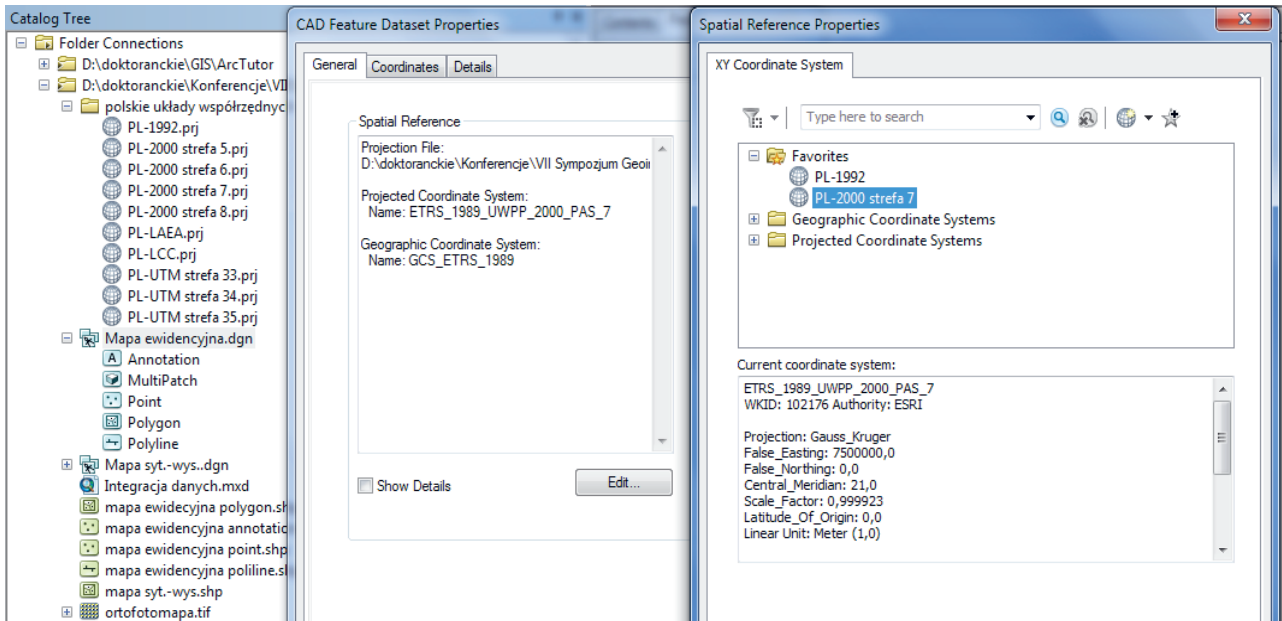 Catalog Tree
Folder Connections
D:\doktoranckie\GIS\ArcTutor
D:\doktoranckie\Konferencje\VII
polskie układy współrzędnyc
PL-1992.prj
PL-2000 strefa 5.prj
PL-2000 strefa 6.prj
PL-2000 strefa 7.prj
PL-2000 strefa 8.prj
PL-LAEA.prj
PL-LCC.prj
PL-UTM strefa 33.prj
PL-UTM strefa 34.prj
PL-UTM strefa 35.prj
Mapa ewidencyjna.dgn
A Annotation
MultiPatch
Point
Polygon
Polyline
Mapa syt.-wys..dgn
Integracja danych.mxd
mapa ewidecyjna polygon.sh
mapa ewidencyjna annotatic
mapa ewidencyjna point.shp
mapa ewidencyjna poliline.sl
mapa syt.-wys.shp
ortofotomapa.tif
CAD Feature Dataset Properties
General
Coordinates
Details
Spatial Reference
Projection File:
D:\doktoranckie\Konferencje\VII Sympozjum Geoir
Projected Coordinate System:
Name: ETRS_1989_UWPP_2000_PAS_7
Geographic Coordinate System:
Name: GCS_ETRS_1989
Show Details
Edit...
Spatial Reference Properties
XY Coordinate System
Type here to search
Favorites
PL-1992
PL-2000 strefa 7
Geographic Coordinate Systems
Projected Coordinate Systems
Current coordinate system:
ETRS_1989_UWPP_2000_PAS_7
WKID: 102176 Authority: ESRI
Projection: Gauss_Kruger
False_Easting: 7500000,0
False_Northing: 0,0
Central_Meridian: 21,0
Scale_Factor: 0,999923
Latitude_Of_Origin: 0,0
Linear Unit: Meter (1,0)